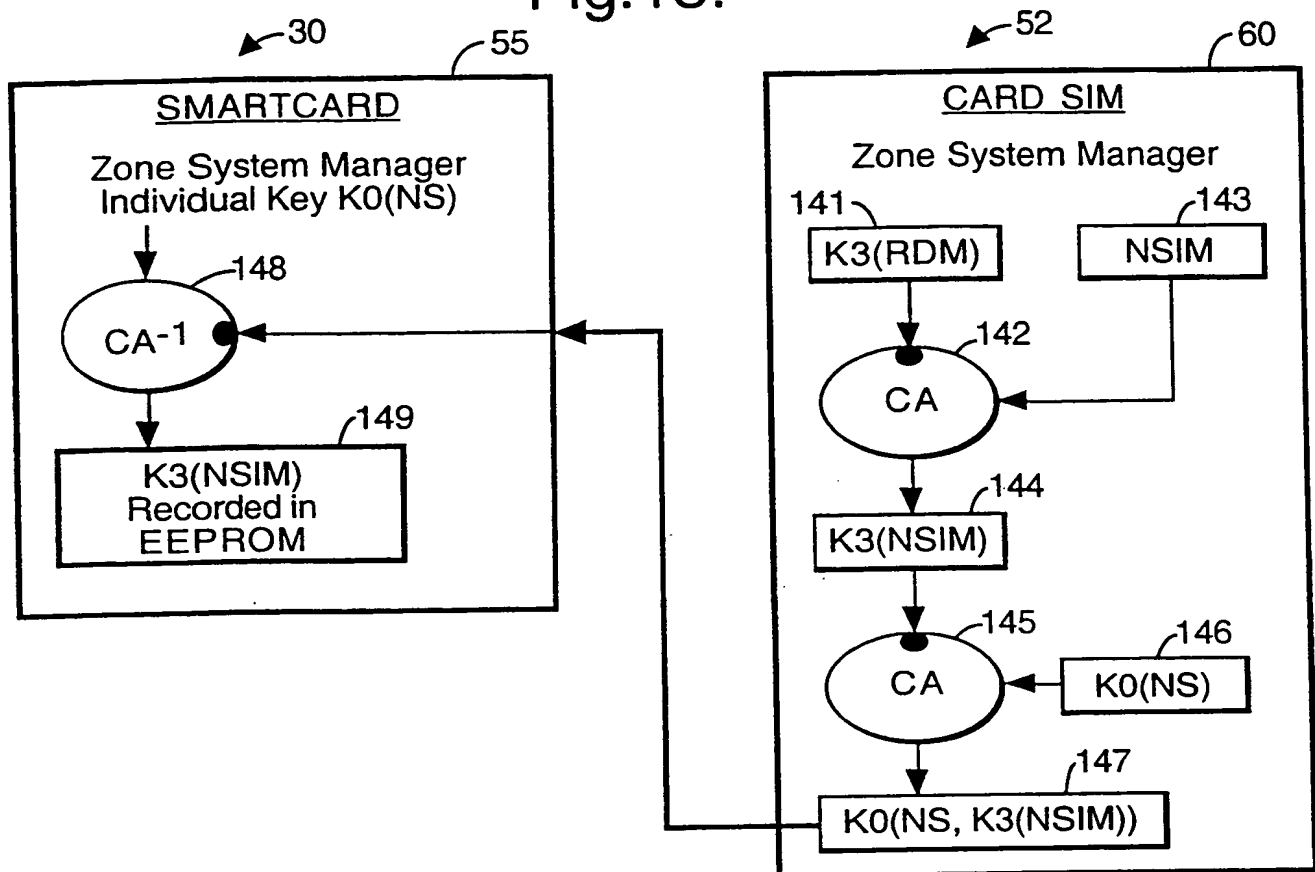 30
55
SMARTCARD
Zone System Manager
Individual Key K0(NS)
148
CA-1
149
K3(NSIM)
Recorded in
EEPROM
52
60
CARD SIM
Zone System Manager
141
143
K3(RDM)
NSIM
142
CA
144
K3(NSIM)
145
146
CA
K0(NS)
147
K0(NS, K3(NSIM))